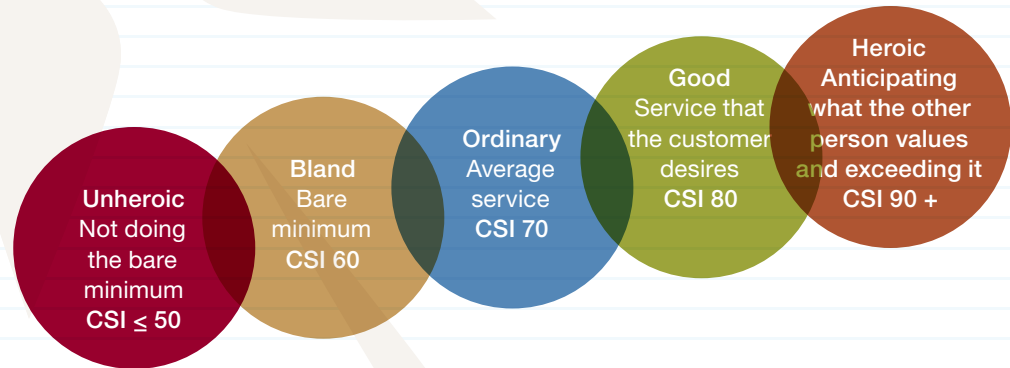 Unheroic
Not doing
the bare
minimum
CSI ≤ 50
Bland
Bare
minimum
CSI 60
Ordinary
Average
service
CSI 70
Good
Service that
the customer
desires
CSI 80
Heroic
Anticipating
what the other
person values
and exceeding it
CSI 90 +